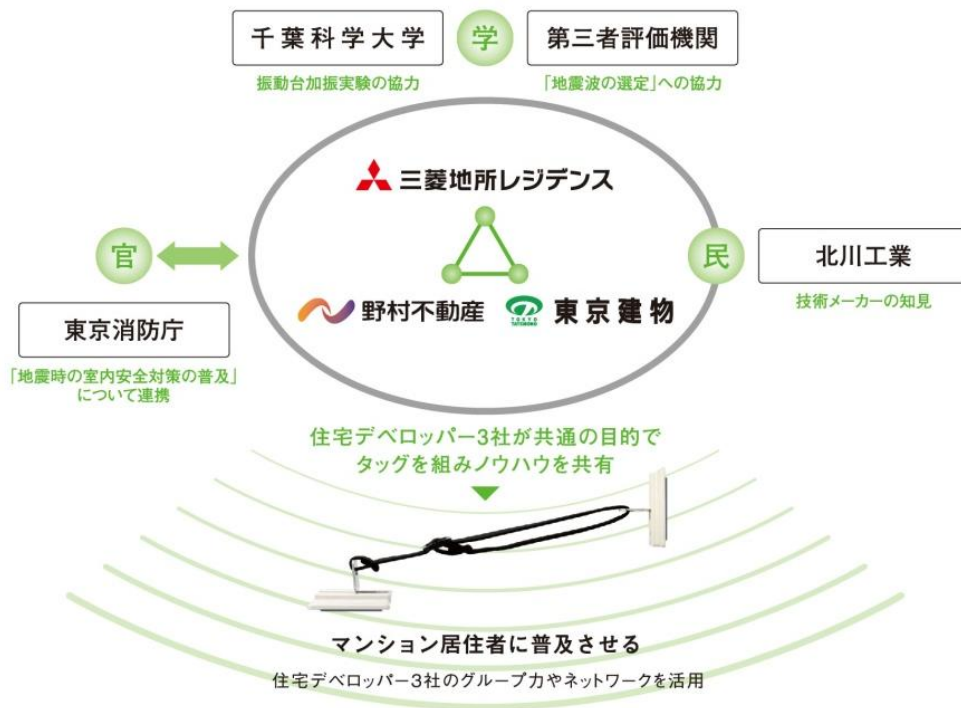 千葉科学大学
学
第三者評価機関
振動台加振実験の協力
「地震波の選定」への協力
三菱地所レジデンス
官
民
北川工業
技術メーカーの知見
野村不動産
TOKYO
TATEMONO
東京建物
東京消防庁
「地震時の室内安全対策の普及」
について連携
住宅デベロッパー3社が共通の目的で
タッグを組みノウハウを共有
マンション居住者に普及させる
住宅デベロッパー3社のグループ力やネットワークを活用